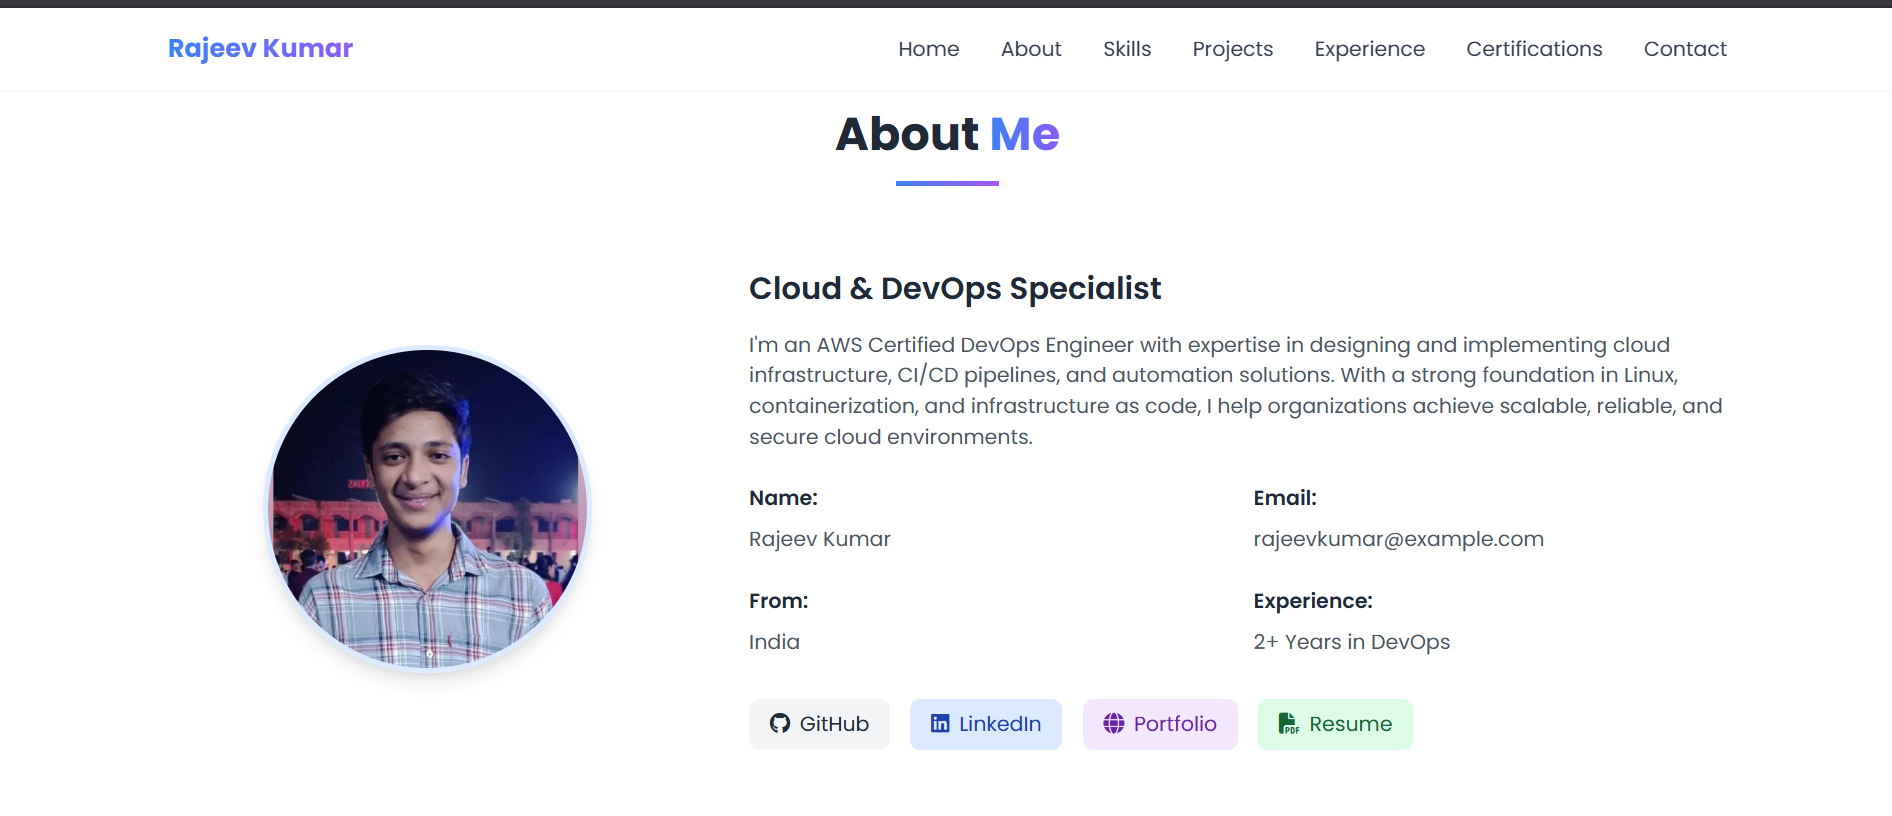 Rajeev Kumar
Home About Skills Projects Experience Certifications Contact
About Me
Cloud & DevOps Specialist
I'm an AWS Certified DevOps Engineer with expertise in designing and implementing cloud
infrastructure, CI/CD pipelines, and automation solutions. With a strong foundation in Linux,
containerization, and infrastructure as code, I help organizations achieve scalable, reliable, and
secure cloud environments.
Name:
Rajeev Kumar
Email:
rajeevkumar@example.com
From:
India
Experience:
2+ Years in DevOps
GitHub
LinkedIn
Portfolio
PDF
Resume